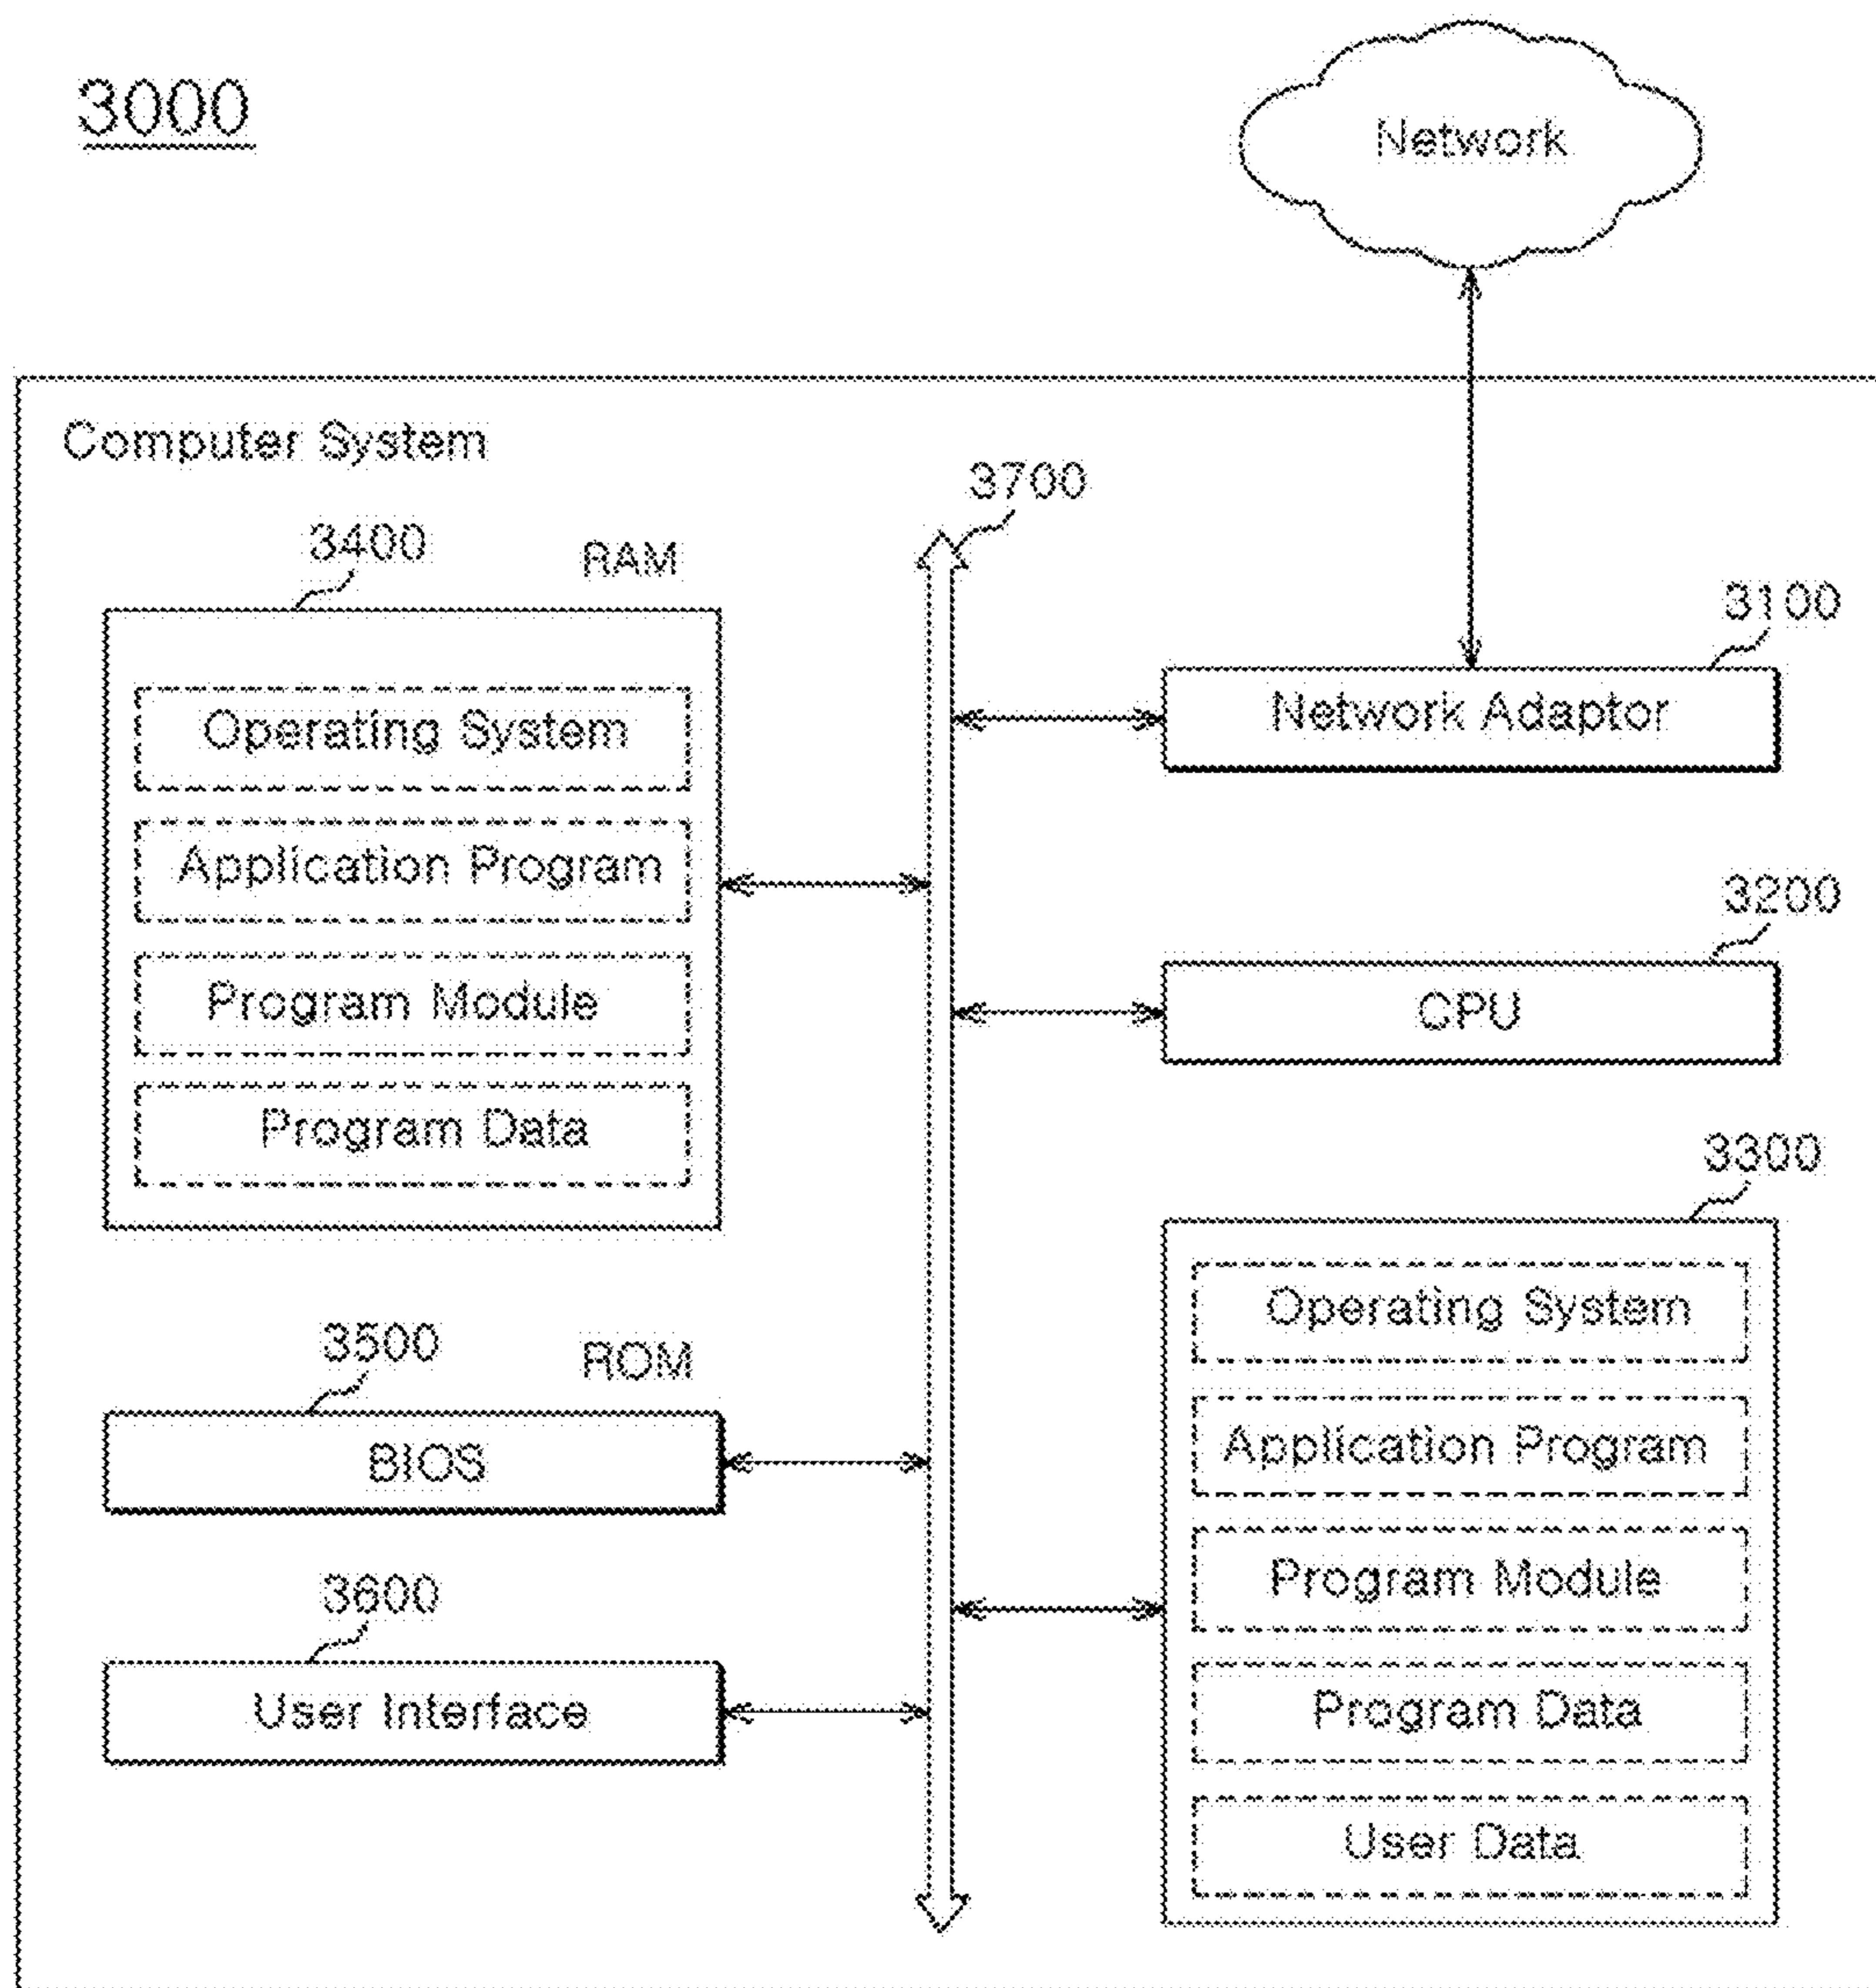 3000
Network
Computer System
3700
3400
RAM
Operating System
Application Program
Program Module
Program Data
3100
Network Adaptor
3200
CPU
3300
Operating System
Application Program
Program Module
Program Data
User Data
3500
ROM
BIOS
3600
User Interface